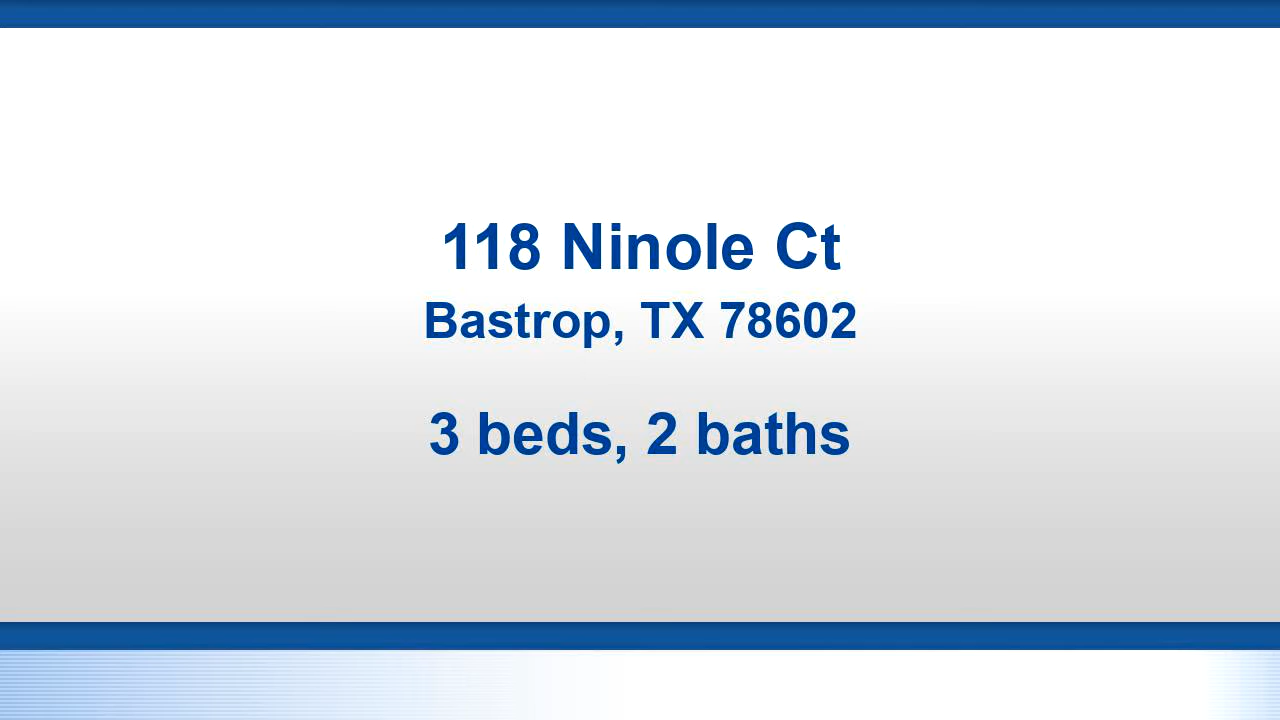 118 Ninole Ct
Bastrop, TX 78602
3 beds, 2 baths